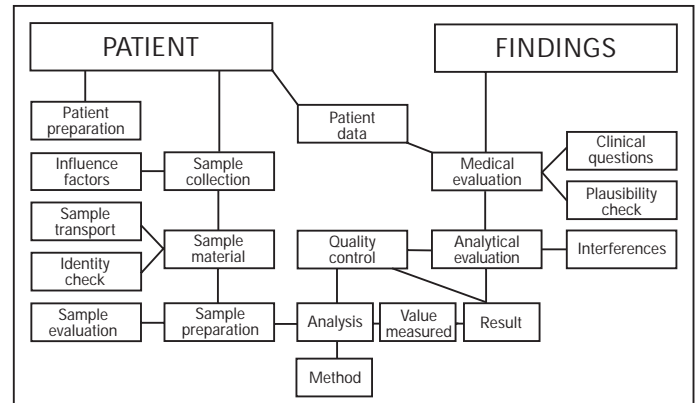 PATIENT
FINDINGS
Patient
preparation
Patient
data
Clinical
questions
Influence
factors
Sample
collection
Medical
evaluation
Plausibility
check
Sample
transport
Identity
check
Sample
material
Quality
control
Analytical
evaluation
Interferences
Sample
evaluation
Sample
preparation
Analysis
Value
measured
Result
Method